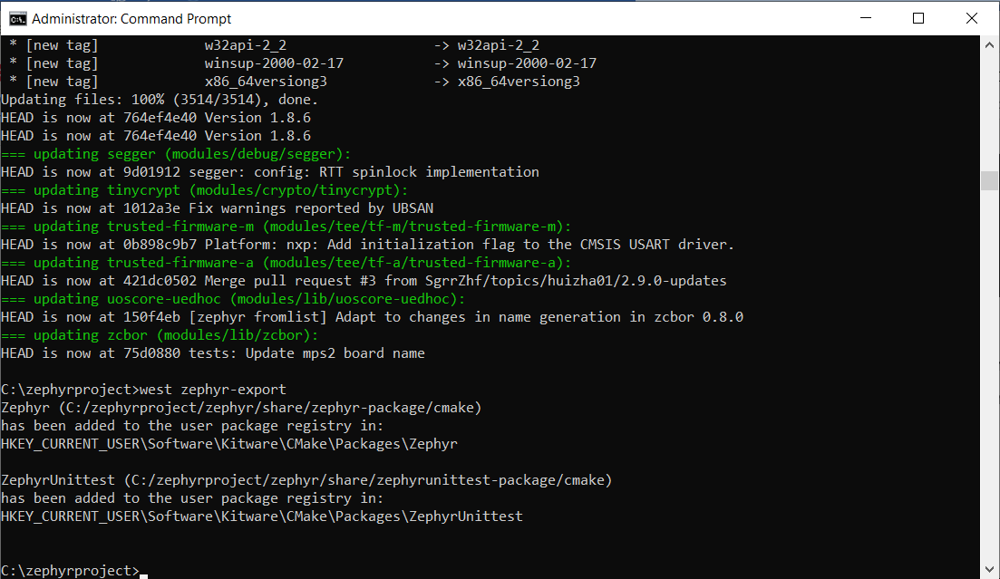 Administrator: Command Prompt
* [new tag] w32api-2_2 -> w32api-2_2
* [new tag] winsup-2000-02-17 -> winsup-2000-02-17
* [new tag] x86_64versiong3 -> x86_64versiong3
Updating files: 100% (3514/3514), done.
HEAD is now at 764ef4e40 Version 1.8.6
HEAD is now at 764ef4e40 Version 1.8.6
=== updating segger (modules/debug/segger):
HEAD is now at 9d01912 segger: config: RTT spinlock implementation
=== updating tinycrypt (modules/crypto/tinycrypt):
HEAD is now at 1012a3e Fix warnings reported by UBSAN
=== updating trusted-firmware-m (modules/tee/tf-m/trusted-firmware-m):
HEAD is now at 0b898c9b7 Platform: nxp: Add initialization flag to the CMSIS USART driver.
=== updating trusted-firmware-a (modules/tee/tf-a/trusted-firmware-a):
HEAD is now at 421dc0502 Merge pull request #3 from SgrrZhf/topics/huizha01/2.9.0-updates
=== updating uoscore-uedhoc (modules/lib/uoscore-uedhoc):
HEAD is now at 150f4eb [zephyr fromlist] Adapt to changes in name generation in zcbor 0.8.0
=== updating zcbor (modules/lib/zcbor):
HEAD is now at 75d0880 tests: Update mps2 board name
C:\zephyrproject>west zephyr-export
Zephyr (C:/zephyrproject/zephyr/share/zephyr-package/cmake)
has been added to the user package registry in:
HKEY_CURRENT_USER\Software\Kitware\CMake\Packages\Zephyr
ZephyrUnittest (C:/zephyrproject/zephyr/share/zephyrunittest-package/cmake)
has been added to the user package registry in:
HKEY_CURRENT_USER\Software\Kitware\CMake\Packages\ZephyrUnittest
C:\zephyrproject>